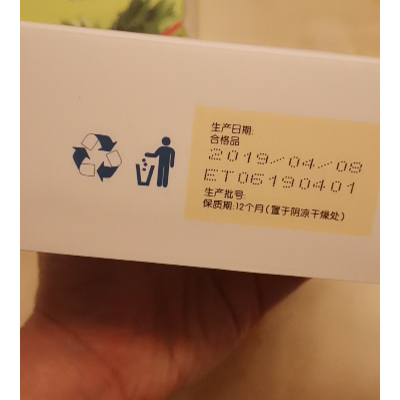 生产日期:
合格品
2019/04/08
ET06190401
生产批号:
保质期:12个月(置于阴凉干燥处)